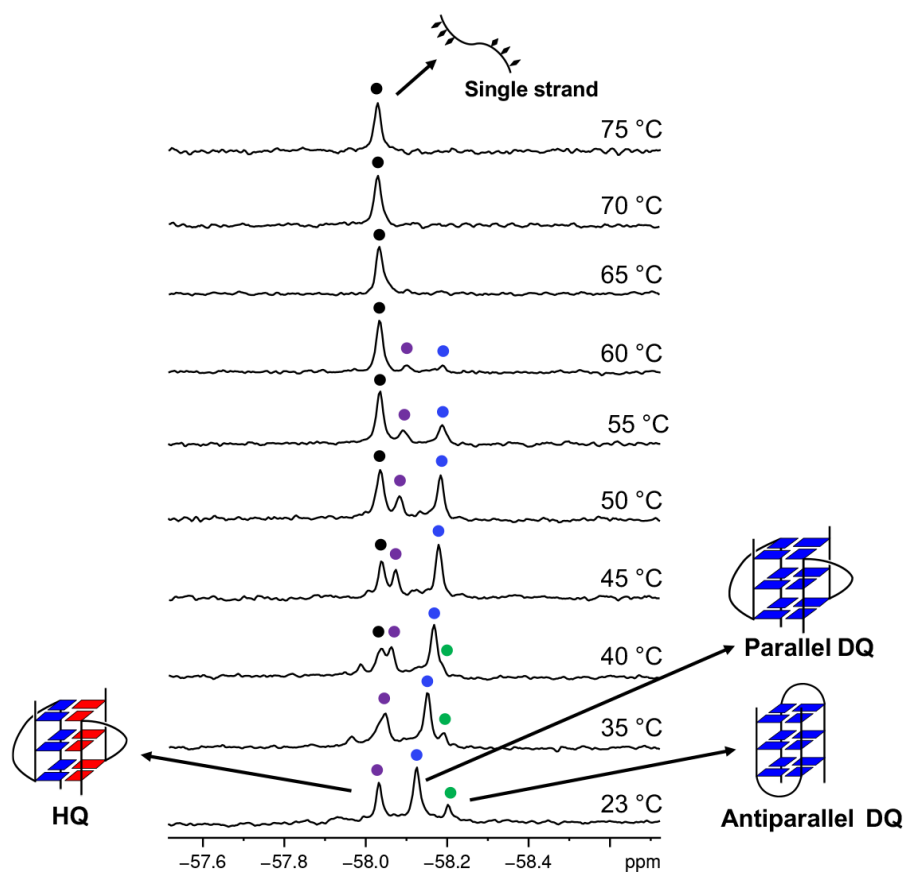 Single strand
75 °C
70 °C
65 °C
60 °C
55 °C
50 °C
45 °C
40 °C
Parallel DQ
35 °C
HQ
23 °C
Antiparallel DQ
−57.6 −57.8 −58.0 −58.2 −58.4 ppm